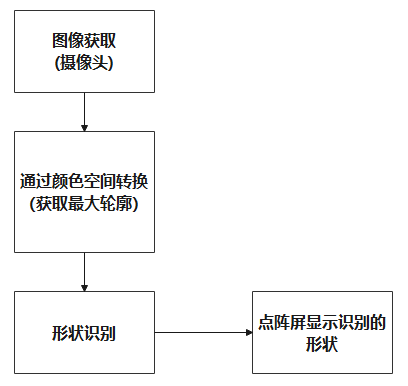 图像获取
(摄像头)
通过颜色空间转换
(获取最大轮廓)
形状识别
点阵屏显示识别的
形状